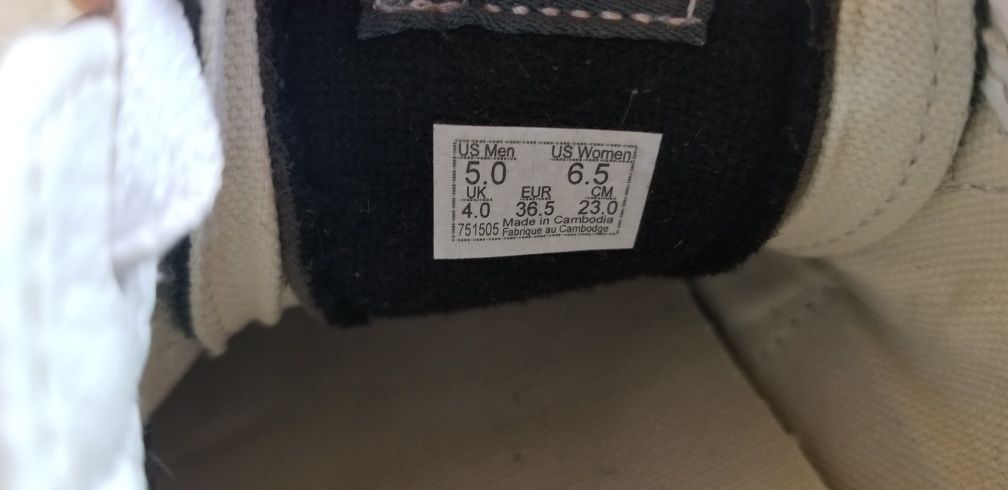 US Men US Women
5.0 6.5
UK EUR CM
4.0 36.5 23.0
Made in Cambodia
751505 Fabrique au Cambodge